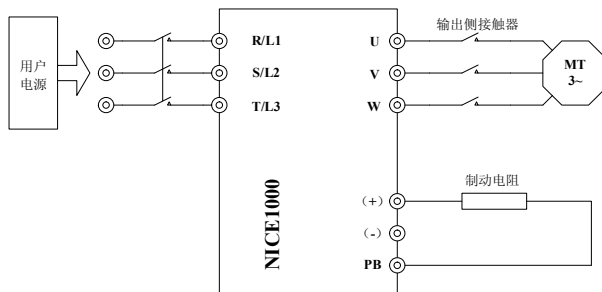 用户
电源
R/L1
S/L2
T/L3
NICE1000
U
V
W
输出侧接触器
MT
3~
制动电阻
(+)
(-)
PB